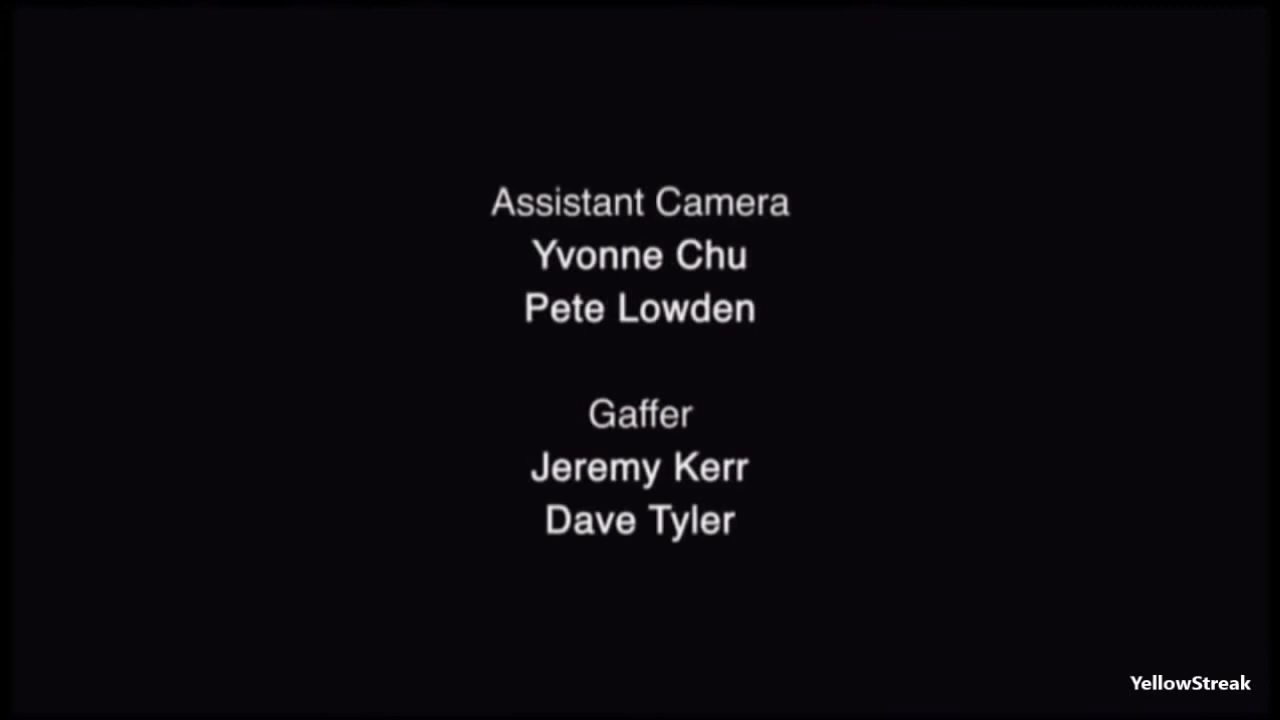 Assistant Camera
Yvonne Chu
Pete Lowden
Gaffer
Jeremy Kerr
Dave Tyler
YellowStreak